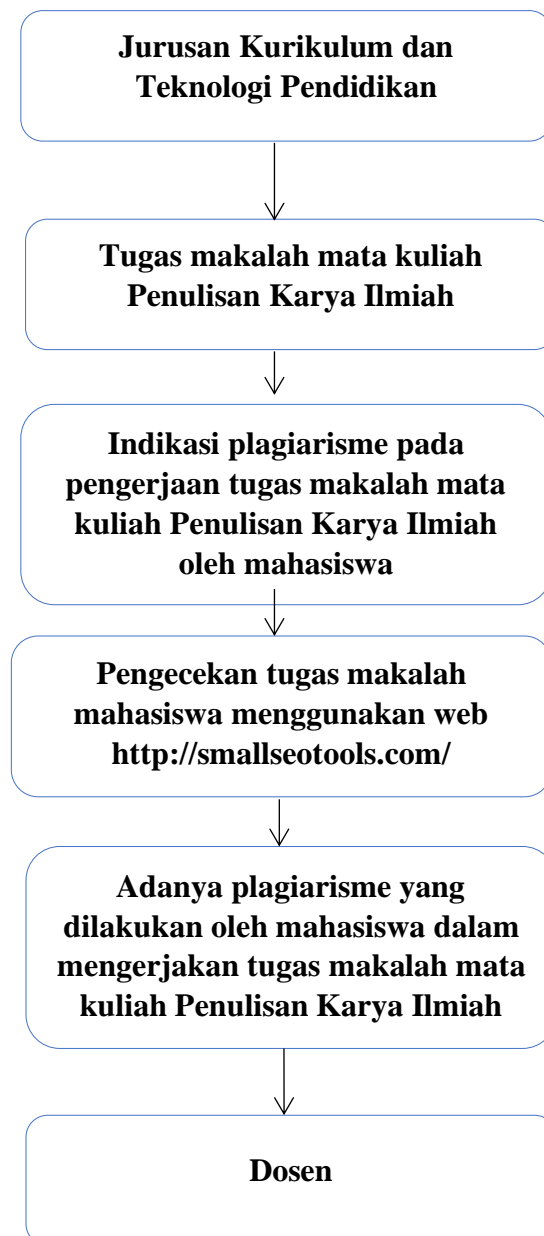 Jurusan Kurikulum dan
Teknologi Pendidikan
Tugas makalah mata kuliah
Penulisan Karya Ilmiah
Indikasi plagiarisme pada
pengerjaan tugas makalah mata
kuliah Penulisan Karya Ilmiah
oleh mahasiswa
Pengecekan tugas makalah
mahasiswa menggunakan web
http://smallseotools.com/
Adanya plagiarisme yang
dilakukan oleh mahasiswa dalam
mengerjakan tugas makalah mata
kuliah Penulisan Karya Ilmiah
Dosen